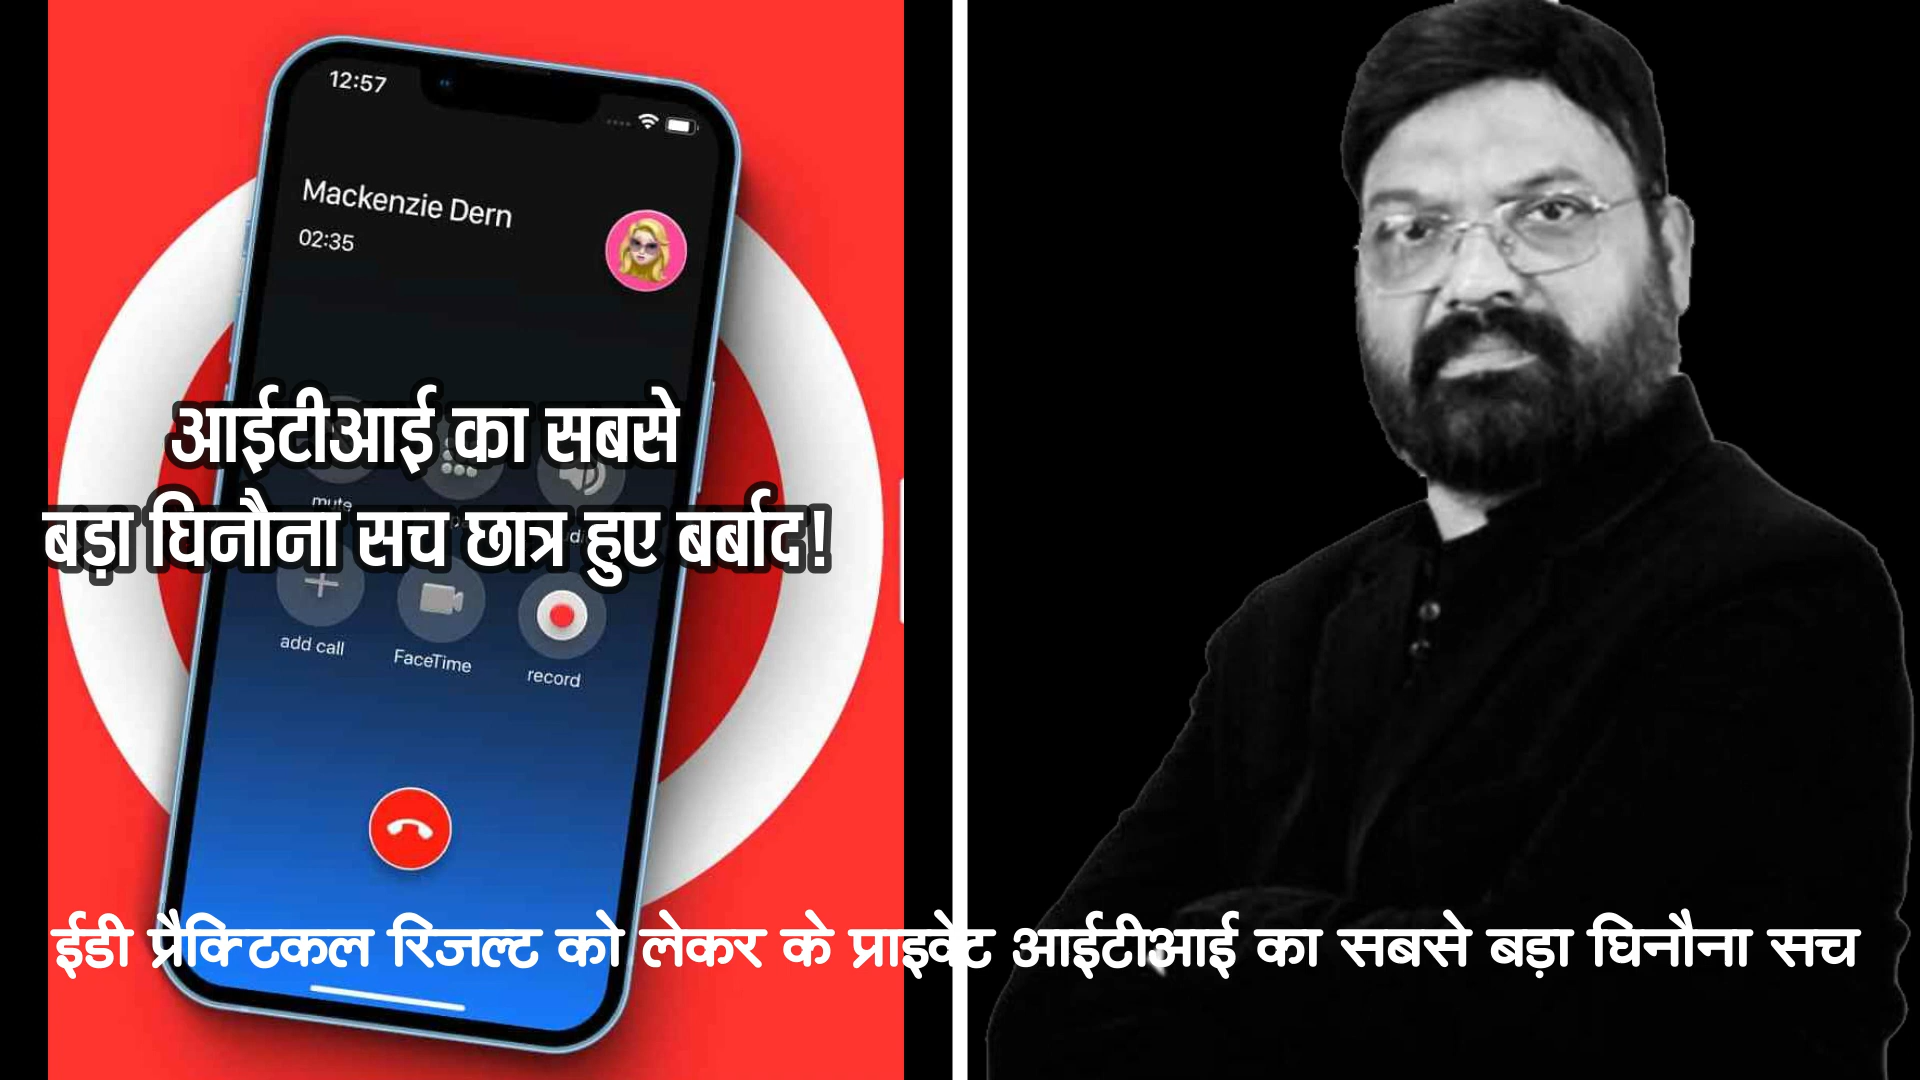 12:57
Mackenzie Dern
02:35
आईटीआई का सबसे
mute
बड़ा घिनौना सच छात्र हुए बर्बाद!
add call
FaceTime
record
ईडी प्रैक्टिकल रिजल्ट को लेकर के प्राइवेट आईटीआई का सबसे बड़ा घिनौना सच